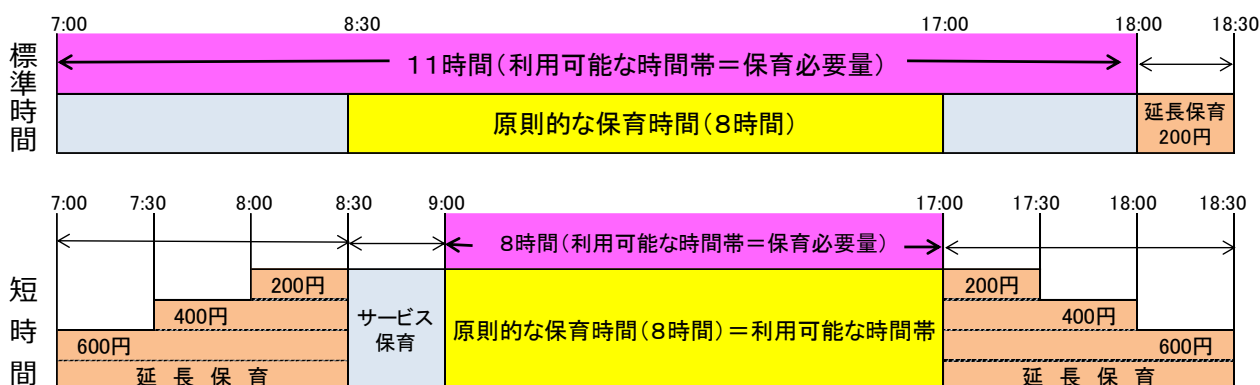 7:00 8:30 17:00 18:00 18:30
標準時間
11時間(利用可能な時間帯=保育必要量)
原則的な保育時間(8時間)
延長保育
200円
7:00 7:30 8:00 8:30 9:00 17:00 17:30 18:00 18:30
短時間
8時間(利用可能な時間帯=保育必要量)
200円
400円
600円
延長保育
サービス
保育
原則的な保育時間(8時間)=利用可能な時間帯
200円
400円
600円
延長保育